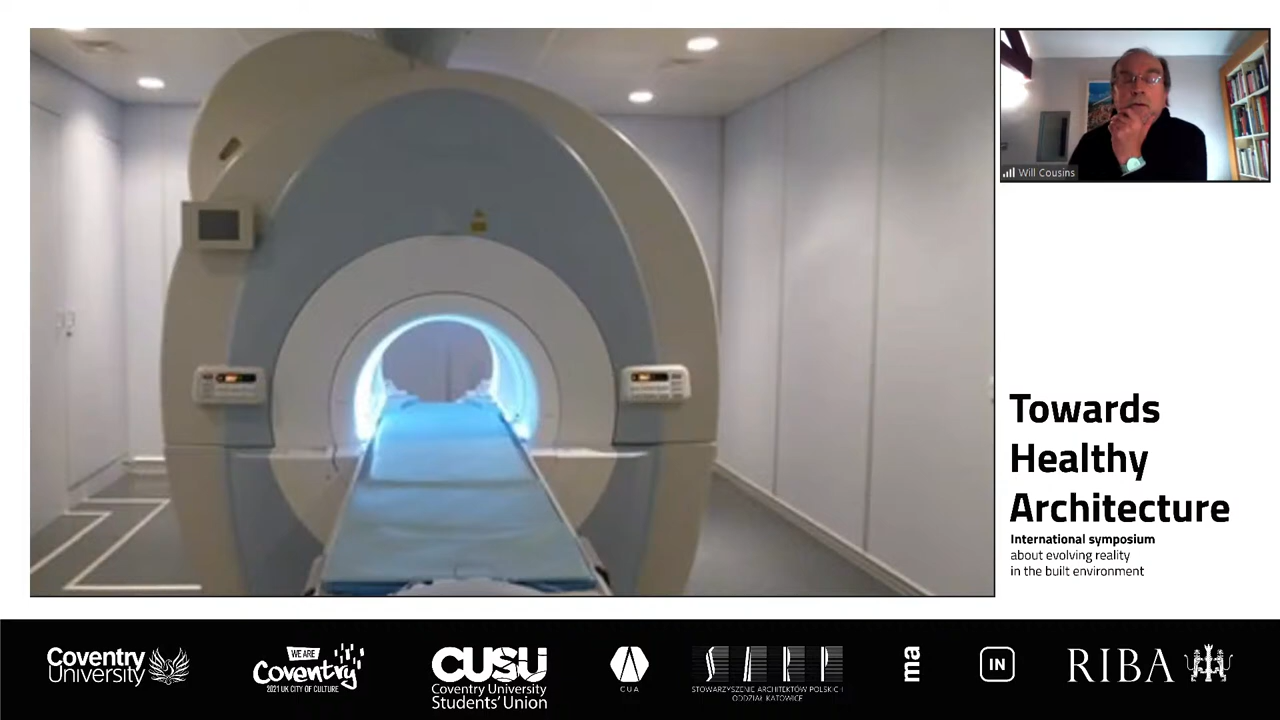 Will Cousins
Towards
Healthy
Architecture
International symposium
about evolving reality
in the built environment
Coventry
University
WE ARE
Coventry
2021 UK CITY OF CULTURE
CUSU
Coventry University
Students' Union
CUA
SARP
STOWARZYSZENIE ARCHITEKTÓW POLSKICH
ODDZIAŁ KATOWICE
ma
IN
RIBA